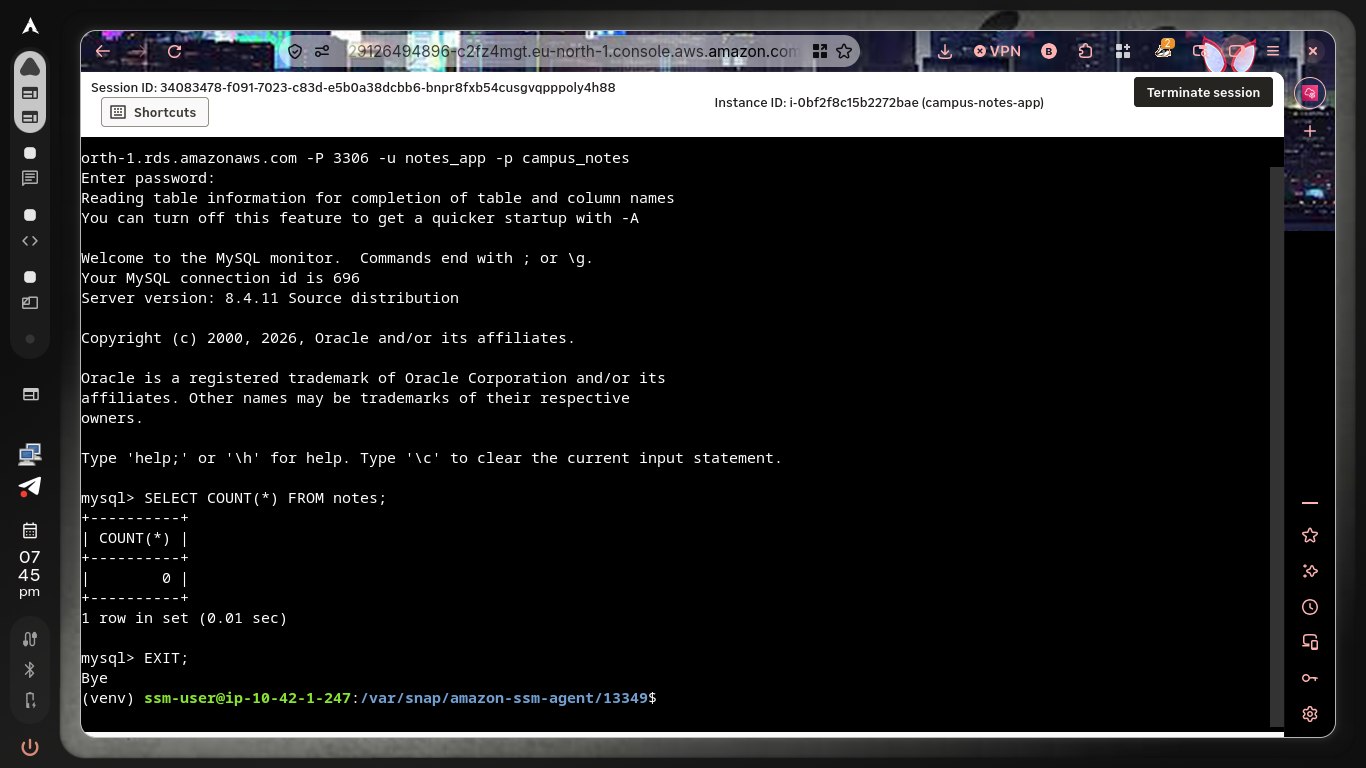 29126494896-c2fz4mgt.eu-north-1.console.aws.amazon.com
VPN
B
2
Session ID: 34083478-f091-7023-c83d-e5b0a38dcbb6-bnpr8fxb54cusgvqpppoly4h88
Shortcuts
Instance ID: i-0bf2f8c15b2272bae (campus-notes-app)
Terminate session
orth-1.rds.amazonaws.com -P 3306 -u notes_app -p campus_notes
Enter password:
Reading table information for completion of table and column names
You can turn off this feature to get a quicker startup with -A
Welcome to the MySQL monitor.  Commands end with ; or \g.
Your MySQL connection id is 696
Server version: 8.4.11 Source distribution
Copyright (c) 2000, 2026, Oracle and/or its affiliates.
Oracle is a registered trademark of Oracle Corporation and/or its
affiliates. Other names may be trademarks of their respective
owners.
Type 'help;' or '\h' for help. Type '\c' to clear the current input statement.
mysql> SELECT COUNT(*) FROM notes;
+----------+
| COUNT(*) |
+----------+
|        0 |
+----------+
1 row in set (0.01 sec)
mysql> EXIT;
Bye
(venv) ssm-user@ip-10-42-1-247:/var/snap/amazon-ssm-agent/13349$
07
45
pm